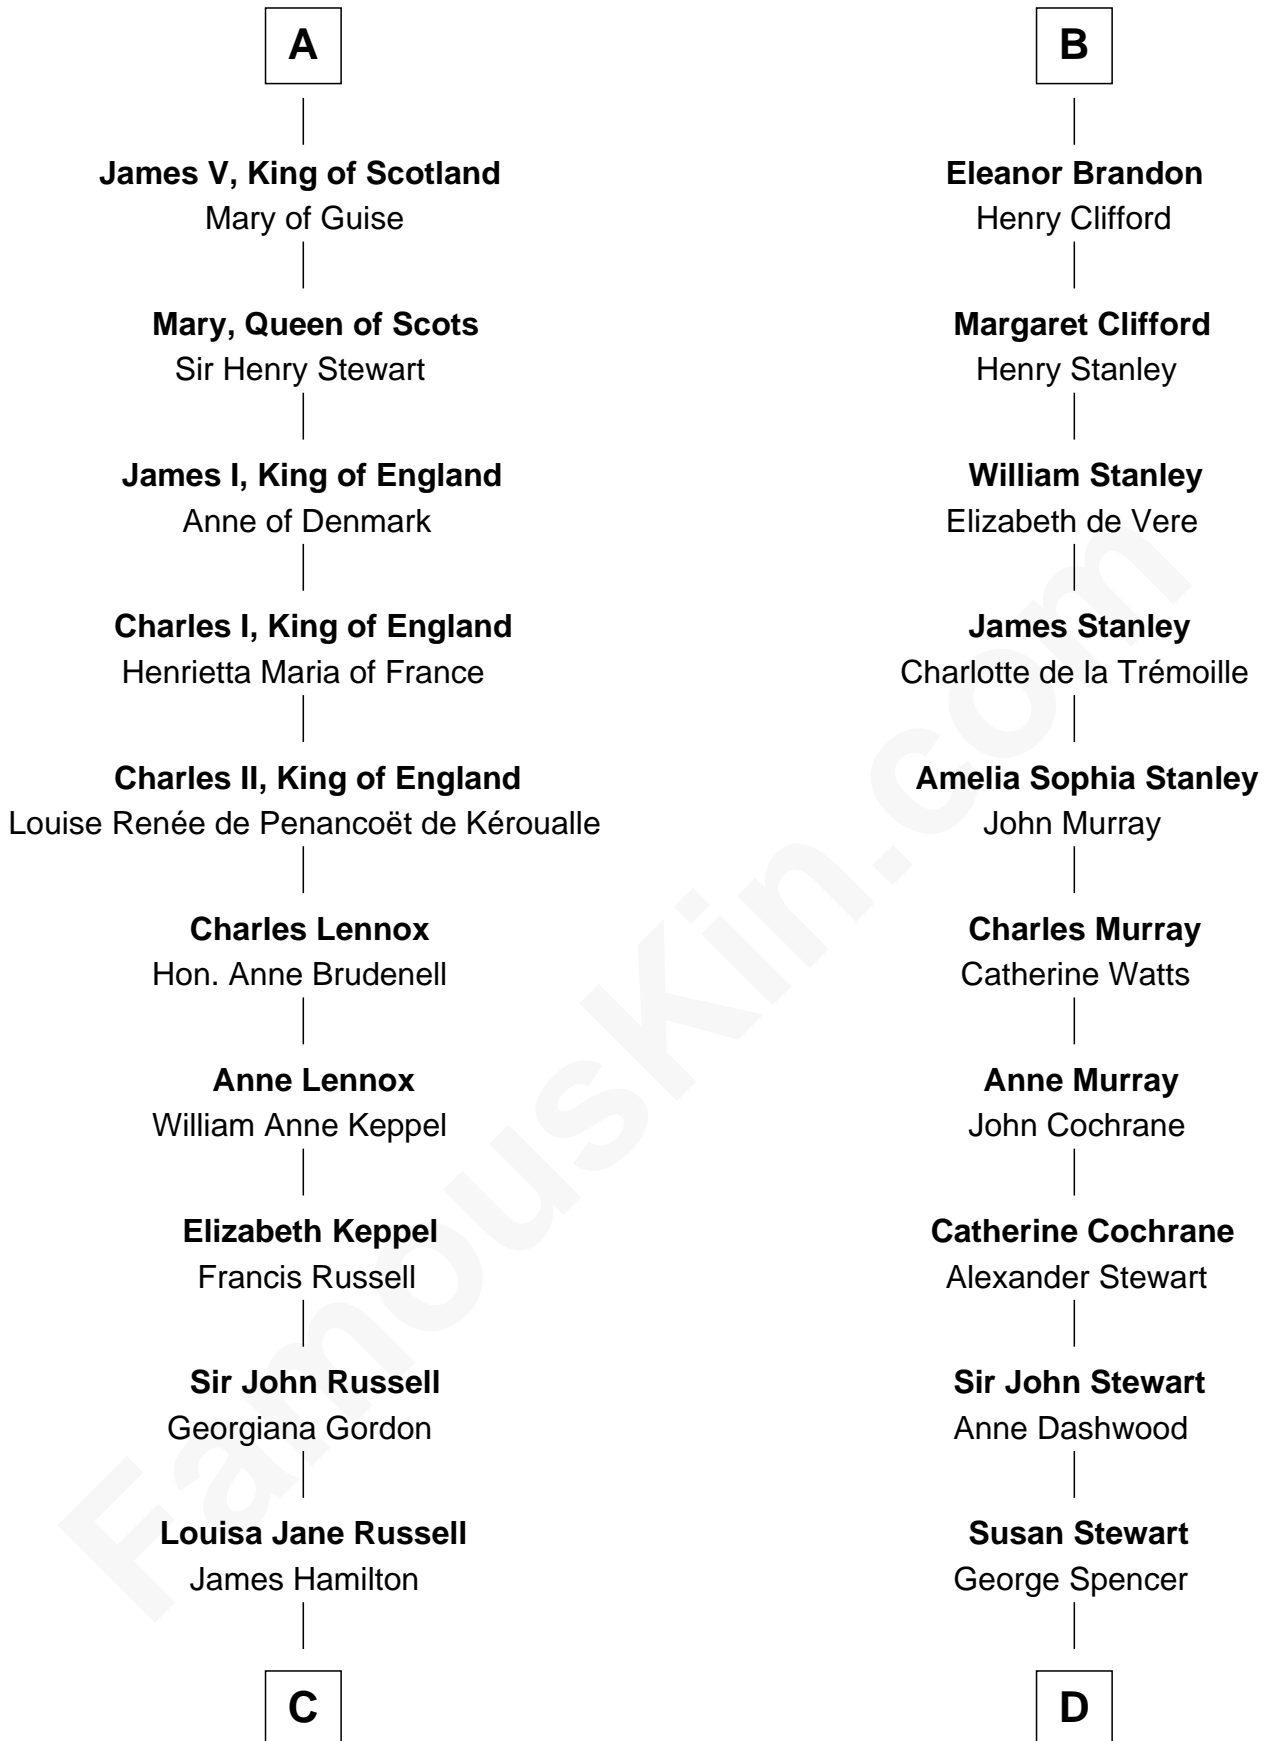 A
James V, King of Scotland
Mary of Guise
Mary, Queen of Scots
Sir Henry Stewart
James I, King of England
Anne of Denmark
Charles I, King of England
Henrietta Maria of France
Charles II, King of England
Louise Renée de Penancoët de Kéroualle
Charles Lennox
Hon. Anne Brudenell
Anne Lennox
William Anne Keppel
Elizabeth Keppel
Francis Russell
Sir John Russell
Georgiana Gordon
Louisa Jane Russell
James Hamilton
C
B
Eleanor Brandon
Henry Clifford
Margaret Clifford
Henry Stanley
William Stanley
Elizabeth de Vere
James Stanley
Charlotte de la Trémoille
Amelia Sophia Stanley
John Murray
Charles Murray
Catherine Watts
Anne Murray
John Cochrane
Catherine Cochrane
Alexander Stewart
Sir John Stewart
Anne Dashwood
Susan Stewart
George Spencer
D
FamousKin.com